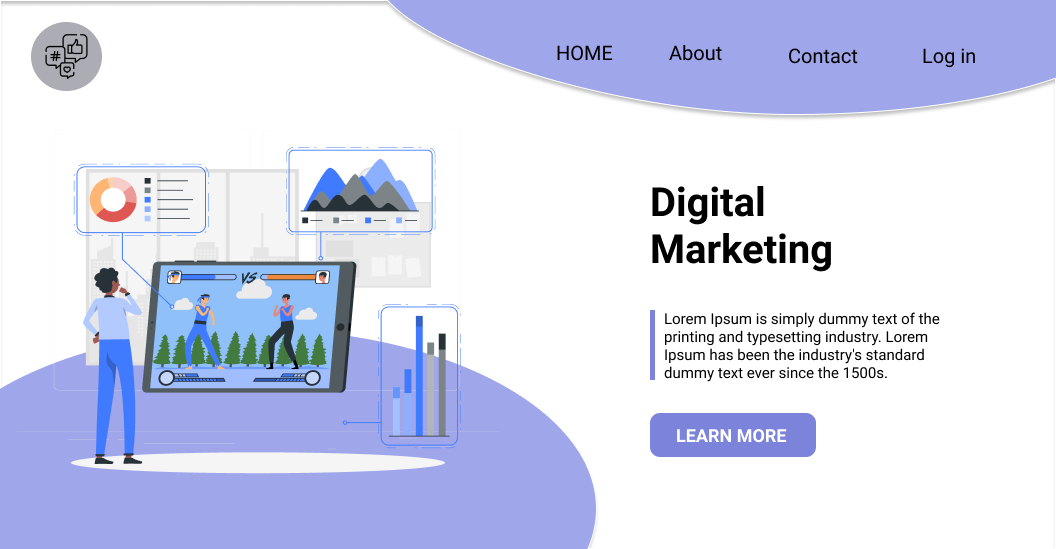 #
HOME About Contact Log in
VS
Digital
Marketing
Lorem Ipsum is simply dummy text of the
printing and typesetting industry. Lorem
Ipsum has been the industry's standard
dummy text ever since the 1500s.
LEARN MORE